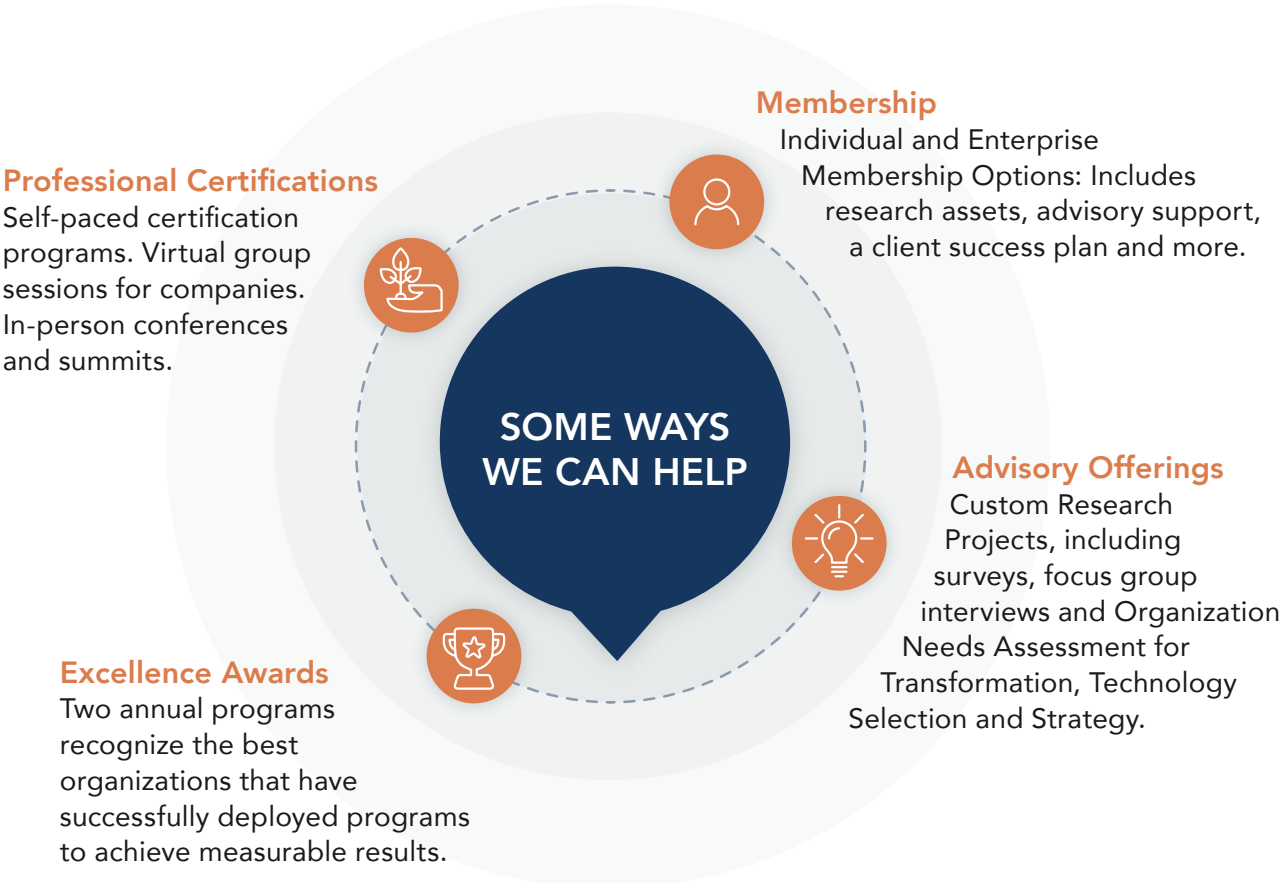 Membership
Individual and Enterprise
Membership Options: Includes
research assets, advisory support,
a client success plan and more.
Professional Certifications
Self-paced certification
programs. Virtual group
sessions for companies.
In-person conferences
and summits.
SOME WAYS
WE CAN HELP
Advisory Offerings
Custom Research
Projects, including
surveys, focus group
interviews and Organization
Needs Assessment for
Transformation, Technology
Selection and Strategy.
Excellence Awards
Two annual programs
recognize the best
organizations that have
successfully deployed programs
to achieve measurable results.